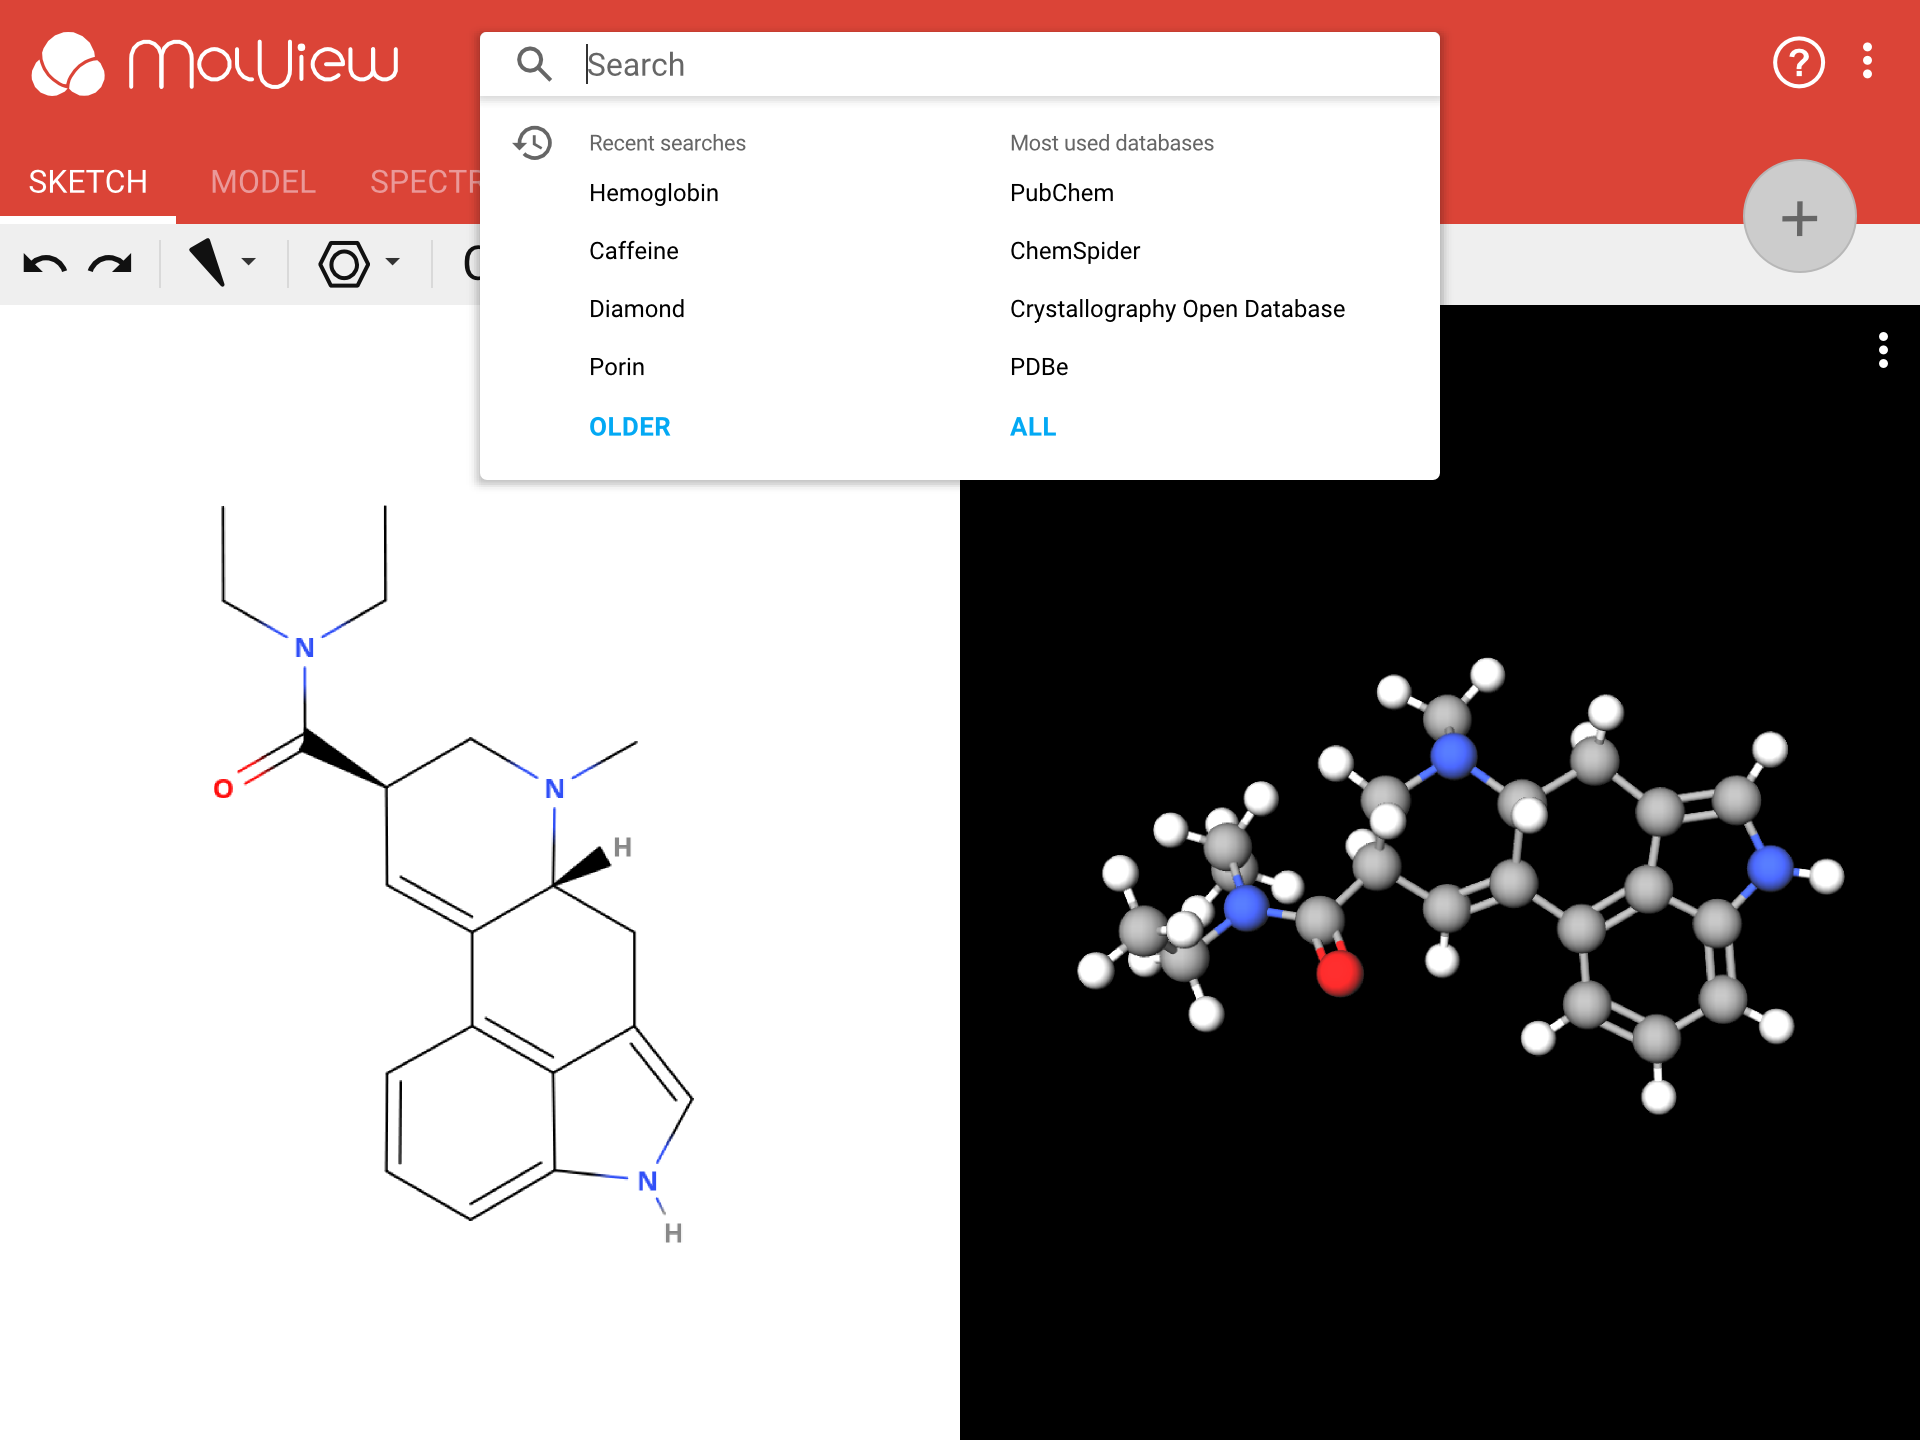 MolView
Search
SKETCH
MODEL
SPECTR
Recent searches
Hemoglobin
Caffeine
Diamond
Porin
OLDER
Most used databases
PubChem
ChemSpider
Crystallography Open Database
PDBe
ALL
?
+
N
O
N
H
N
H